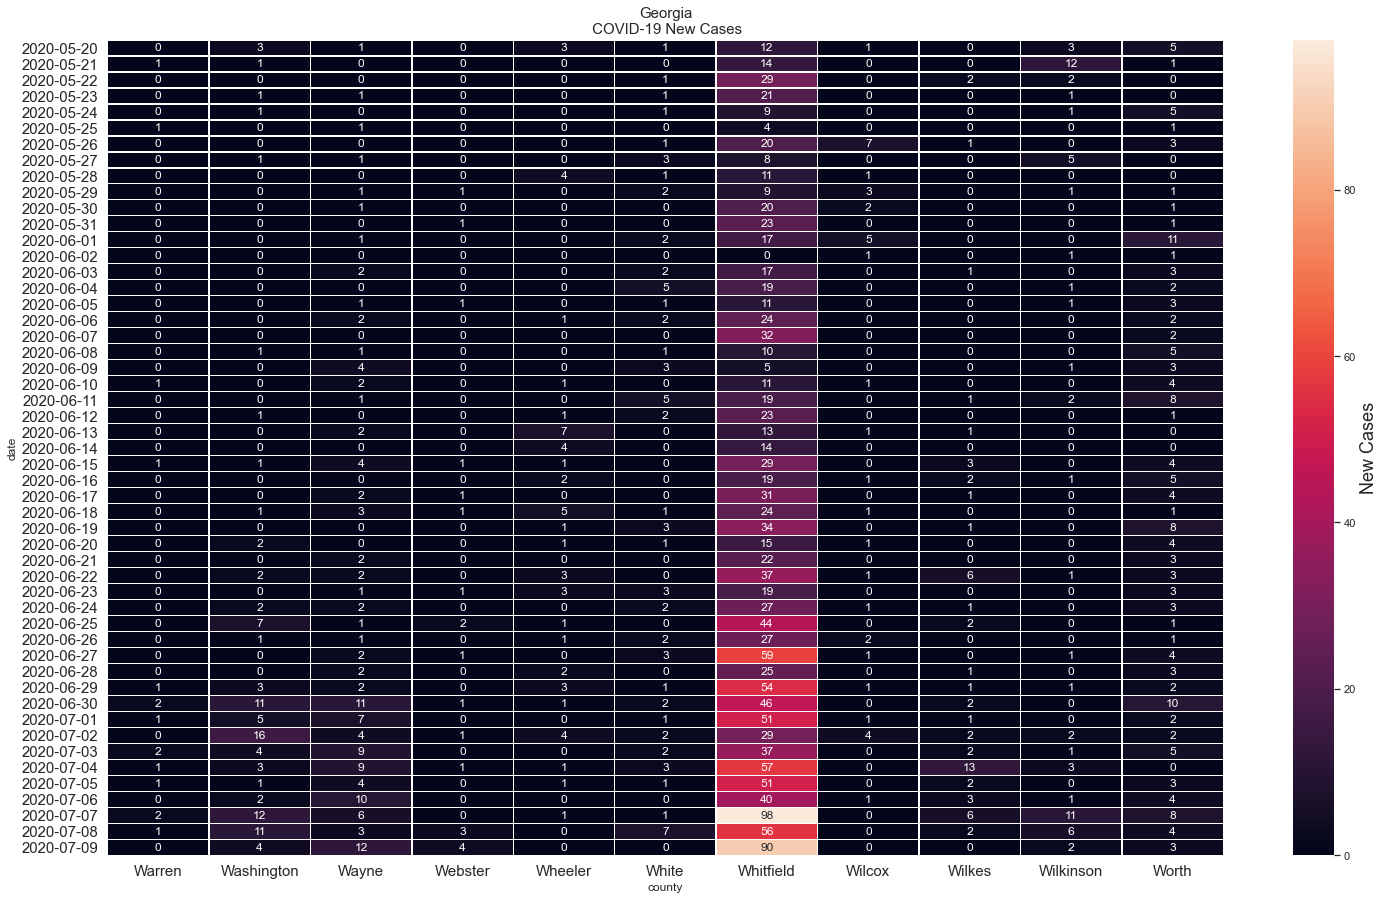 Georgia
COVID-19 New Cases
2020-05-20 0 3 1 0 3 1 12 1 0 3 5
2020-05-21 1 1 0 0 0 0 14 0 0 12 1
2020-05-22 0 0 0 0 0 1 29 0 2 2 0
2020-05-23 0 1 1 0 0 1 21 0 0 1 0
2020-05-24 0 1 0 0 0 1 9 0 0 1 5
2020-05-25 1 0 1 0 0 0 4 0 0 0 1
2020-05-26 0 0 0 0 0 1 20 7 1 0 3
2020-05-27 0 1 1 0 0 3 8 0 0 5 0
2020-05-28 0 0 0 0 4 1 11 1 0 0 0
2020-05-29 0 0 1 1 0 2 9 3 0 1 1
2020-05-30 0 0 1 0 0 0 20 2 0 0 1
2020-05-31 0 0 0 1 0 0 23 0 0 0 1
2020-06-01 0 0 1 0 0 2 17 5 0 0 11
2020-06-02 0 0 0 0 0 0 0 1 0 1 1
2020-06-03 0 0 2 0 0 2 17 0 1 0 3
2020-06-04 0 0 0 0 0 5 19 0 0 1 2
2020-06-05 0 0 1 1 0 1 11 0 0 1 3
2020-06-06 0 0 2 0 1 2 24 0 0 0 2
2020-06-07 0 0 0 0 0 0 32 0 0 0 2
2020-06-08 0 1 1 0 0 1 10 0 0 0 5
2020-06-09 0 0 4 0 0 3 5 0 0 1 3
2020-06-10 1 0 2 0 1 0 11 1 0 0 4
2020-06-11 0 0 1 0 0 5 19 0 1 2 8
2020-06-12 0 1 0 0 1 2 23 0 0 0 1
2020-06-13 0 0 2 0 7 0 13 1 1 0 0
2020-06-14 0 0 0 0 4 0 14 0 0 0 0
2020-06-15 1 1 4 1 1 0 29 0 3 0 4
2020-06-16 0 0 0 0 2 0 19 1 2 1 5
2020-06-17 0 0 2 1 0 0 31 0 1 0 4
2020-06-18 0 1 3 1 5 1 24 1 0 0 1
2020-06-19 0 0 0 0 1 3 34 0 1 0 8
2020-06-20 0 2 0 0 1 1 15 1 0 0 4
2020-06-21 0 0 2 0 0 0 22 0 0 0 3
2020-06-22 0 2 2 0 3 0 37 1 6 1 3
2020-06-23 0 0 1 1 3 3 19 0 0 0 3
2020-06-24 0 2 2 0 0 2 27 1 1 0 3
2020-06-25 0 7 1 2 1 0 44 0 2 0 1
2020-06-26 0 1 1 0 1 2 27 2 0 0 1
2020-06-27 0 0 2 1 0 3 59 1 0 1 4
2020-06-28 0 0 2 0 2 0 25 0 1 0 3
2020-06-29 1 3 2 0 3 1 54 1 1 1 2
2020-06-30 2 11 11 1 1 2 46 0 2 0 10
2020-07-01 1 5 7 0 0 1 51 1 1 0 2
2020-07-02 0 16 4 1 4 2 29 4 2 2 2
2020-07-03 2 4 9 0 0 2 37 0 2 1 5
2020-07-04 1 3 9 1 1 3 57 0 13 3 0
2020-07-05 1 1 4 0 1 1 51 0 2 0 3
2020-07-06 0 2 10 0 0 0 40 1 3 1 4
2020-07-07 2 12 6 0 1 1 98 0 6 11 8
2020-07-08 1 11 3 3 0 7 56 0 2 6 4
2020-07-09 0 4 12 4 0 0 90 0 0 2 3
Warren Washington Wayne Webster Wheeler White Whitfield Wilcox Wilkes Wilkinson Worth
county
date
80
60
40
20
0
New Cases